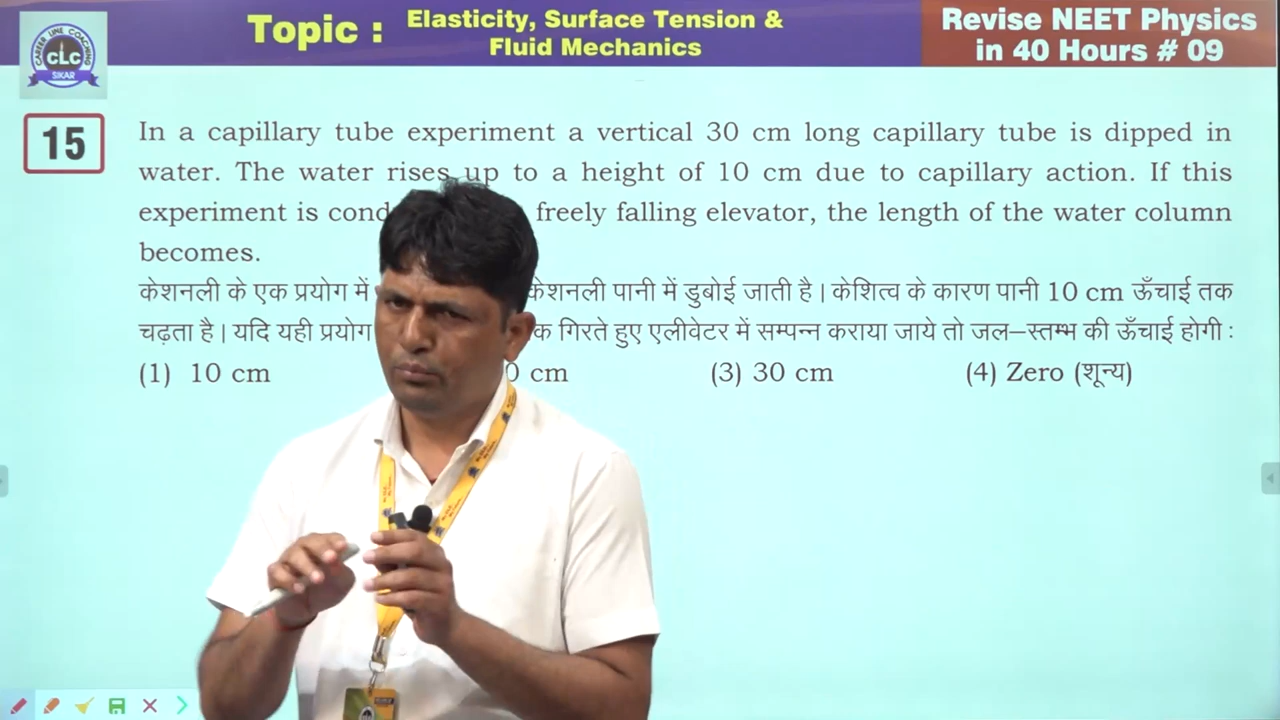 Topic :
Elasticity, Surface Tension &
Fluid Mechanics
Revise NEET Physics
in 40 Hours # 09
CAREER LINE COACHING
CLC
SIKAR
15
In a capillary tube experiment a vertical 30 cm long capillary tube is dipped in
water. The water rises up to a height of 10 cm due to capillary action. If this
experiment is freely falling elevator, the length of the water column
becomes.
केशनली के एक प्रयोग में केशनली पानी में डुबोई जाती है | केशित्व के कारण पानी 10 cm ऊँचाई तक
चढ़ता है | यदि यही प्रयोग गिरते हुए एलीवेटर में सम्पन्न कराया जाये तो जल–स्तम्भ की ऊँचाई होगी :
(1) 10 cm
cm
(3) 30 cm
(4) Zero (शून्य)